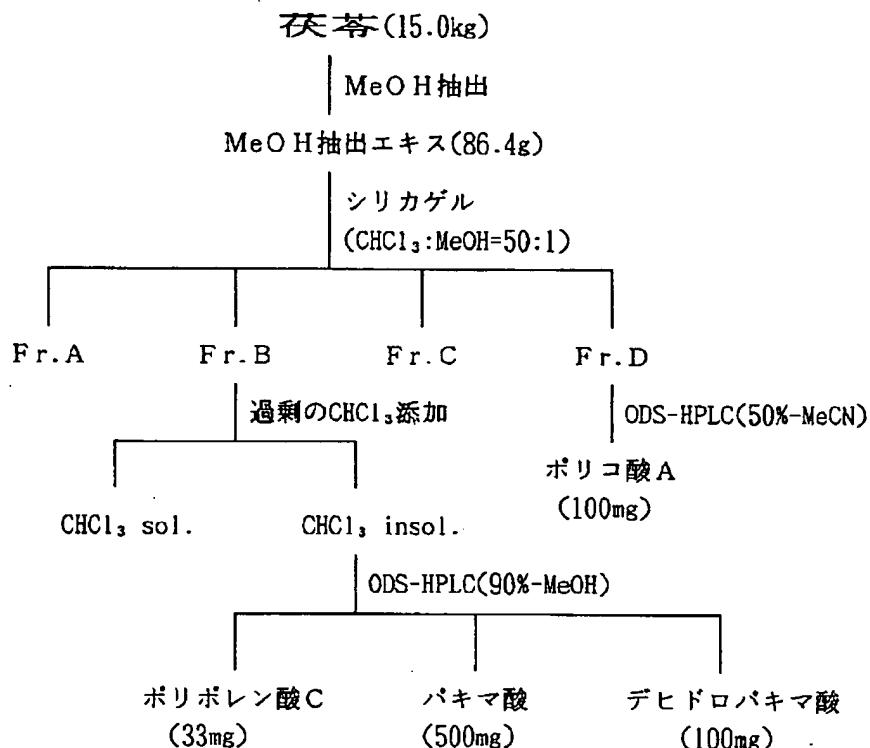 茯苓(15.0kg)
MeOH抽出
MeOH抽出エキス(86.4g)
シリカゲル
(CHCl₃:MeOH=50:1)
Fr.A Fr.B Fr.C Fr.D
過剰のCHCl₃添加 ODS-HPLC(50%-MeCN)
ポリコ酸A
(100mg)
CHCl₃ sol. CHCl₃ insol.
ODS-HPLC(90%-MeOH)
ポリポレン酸C パキマ酸 デヒドロパキマ酸
(33mg) (500mg) (100mg)